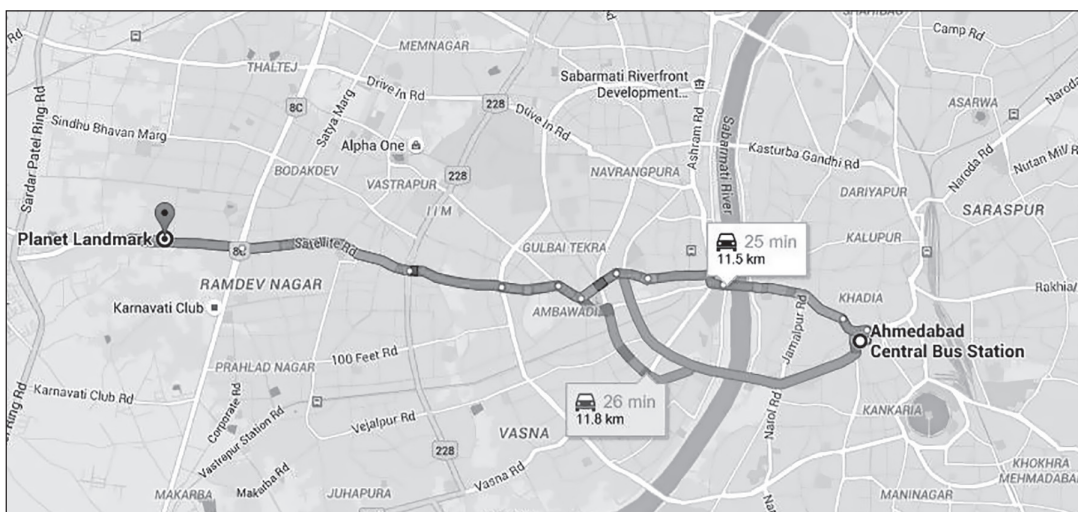 SHAHIBAG
Camp Rd
MEMNAGAR
THALTEJ
Drive In Rd
8C
Satya Marg
228
Sabarmati Riverfront
Development...
Ashram Rd
Sabarmati River
ASARWA
Naroda
Sindhu Bhavan Marg
Sardar Patel Ring Rd
Alpha One
Drive In Rd
Kasturba Gandhi Rd
Naroda Rd
Nutan Mill R
BODAKDEV
VASTRAPUR
228
NAVRANGPURA
DARIYAPUR
SARASPUR
IIM
Planet Landmark
8C
Satellite Rd
GULBAI TEKRA
25 min
11.5 km
KALUPUR
RAMDEV NAGAR
Rakhia
KHADIA
Karnavati Club
AMBAWADI
Jamalpur Rd
Ahmedabad
Central Bus Station
100 Feet Rd
PRAHLAD NAGAR
Karnavati Club Rd
26 min
11.8 km
Corporate Rd
Vejalpur Rd
Vastrapur Station Rd
VASNA
Narol Rd
KANKARIA
Ring Rd
228
Vasna Rd
KHOKHRA
MEHMADABAD
MAKARBA
Makarba Rd
JUHAPURA
MANINAGAR